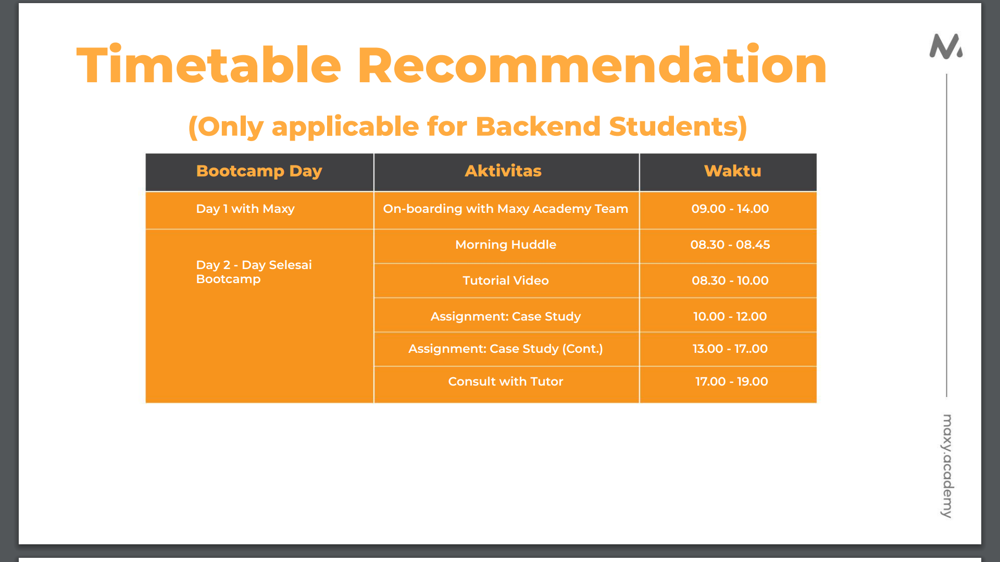 Timetable Recommendation
(Only applicable for Backend Students)
Bootcamp Day Aktivitas Waktu
Day 1 with Maxy On-boarding with Maxy Academy Team 09.00 - 14.00
Day 2 - Day Selesai
Bootcamp
Morning Huddle 08.30 - 08.45
Tutorial Video 08.30 - 10.00
Assignment: Case Study 10.00 - 12.00
Assignment: Case Study (Cont.) 13.00 - 17..00
Consult with Tutor 17.00 - 19.00
maxy.academy